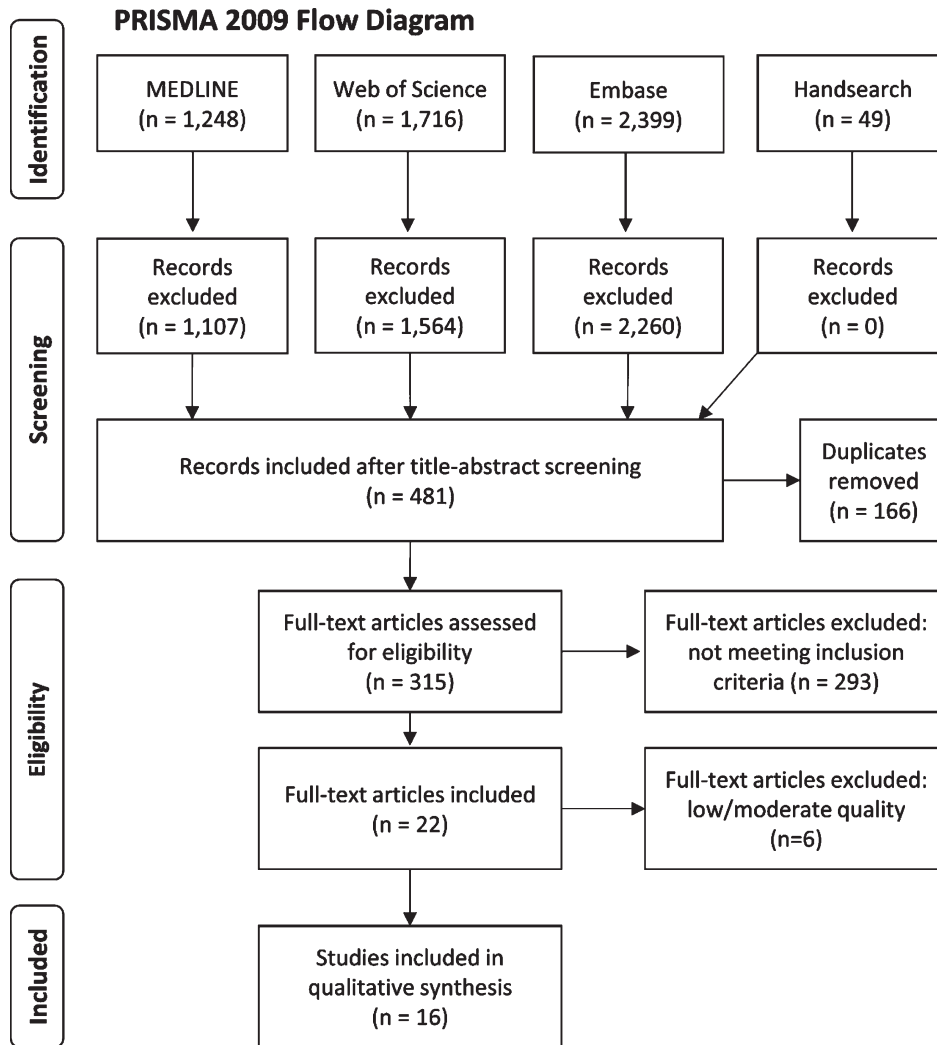 PRISMA 2009 Flow Diagram
Identification
MEDLINE
(n = 1,248)
Web of Science
(n = 1,716)
Embase
(n = 2,399)
Handsearch
(n = 49)
Screening
Records
excluded
(n = 1,107)
Records
excluded
(n = 1,564)
Records
excluded
(n = 2,260)
Records
excluded
(n = 0)
Records included after title-abstract screening
(n = 481)
Duplicates
removed
(n = 166)
Eligibility
Full-text articles assessed
for eligibility
(n = 315)
Full-text articles excluded:
not meeting inclusion
criteria (n = 293)
Full-text articles included
(n = 22)
Full-text articles excluded:
low/moderate quality
(n=6)
Included
Studies included in
qualitative synthesis
(n = 16)